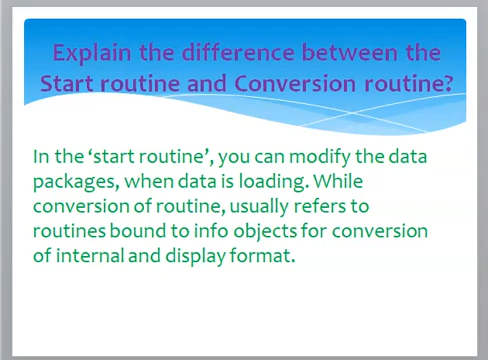 Explain the difference between the
Start routine and Conversion routine?
In the ‘start routine’, you can modify the data
packages, when data is loading. While
conversion of routine, usually refers to
routines bound to info objects for conversion
of internal and display format.